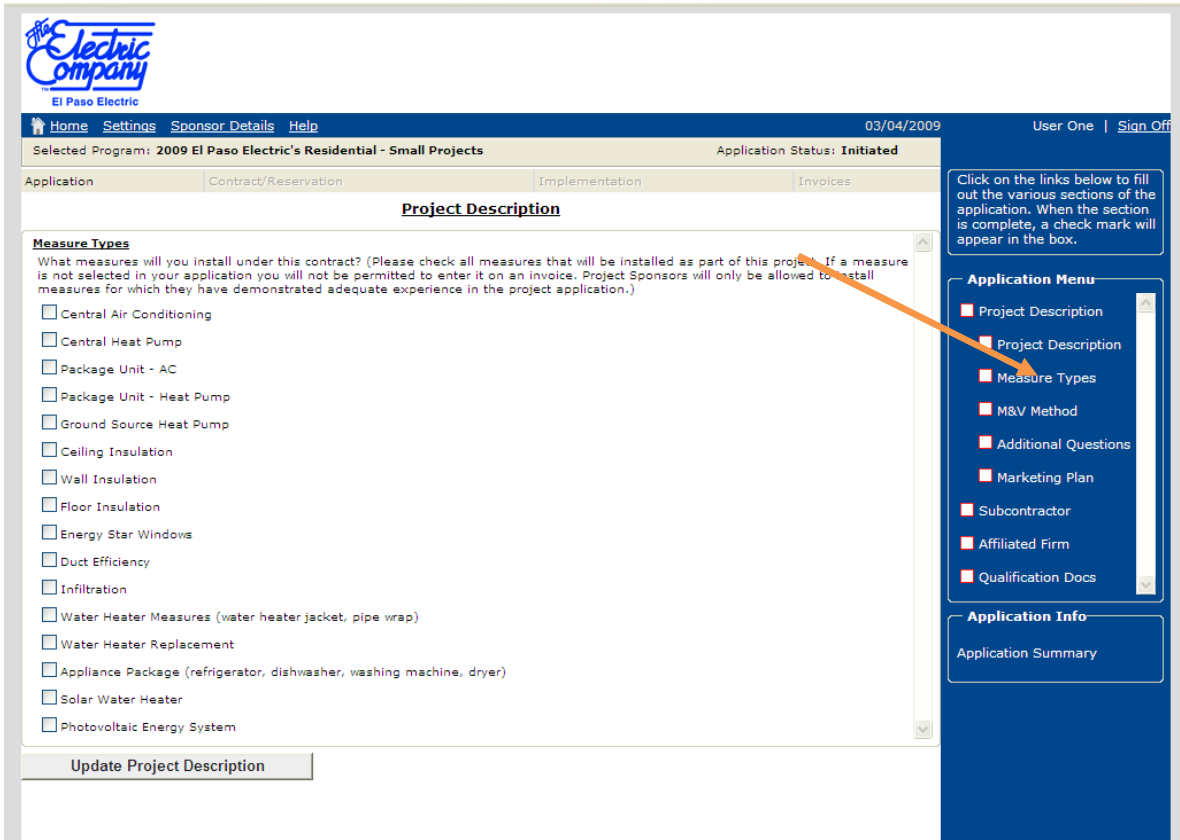 The
Electric
Company
TM
El Paso Electric
Home Settings Sponsor Details Help 03/04/2009 User One | Sign Off
Selected Program: 2009 El Paso Electric's Residential - Small Projects Application Status: Initiated
Application Contract/Reservation Implementation Invoices
Project Description
Measure Types
What measures will you install under this contract? (Please check all measures that will be installed as part of this project. If a measure
is not selected in your application you will not be permitted to enter it on an invoice. Project Sponsors will only be allowed to install
measures for which they have demonstrated adequate experience in the project application.)
Central Air Conditioning
Central Heat Pump
Package Unit - AC
Package Unit - Heat Pump
Ground Source Heat Pump
Ceiling Insulation
Wall Insulation
Floor Insulation
Energy Star Windows
Duct Efficiency
Infiltration
Water Heater Measures (water heater jacket, pipe wrap)
Water Heater Replacement
Appliance Package (refrigerator, dishwasher, washing machine, dryer)
Solar Water Heater
Photovoltaic Energy System
Update Project Description
Click on the links below to fill
out the various sections of the
application. When the section
is complete, a check mark will
appear in the box.
Application Menu
Project Description
Project Description
Measure Types
M&V Method
Additional Questions
Marketing Plan
Subcontractor
Affiliated Firm
Qualification Docs
Application Info
Application Summary